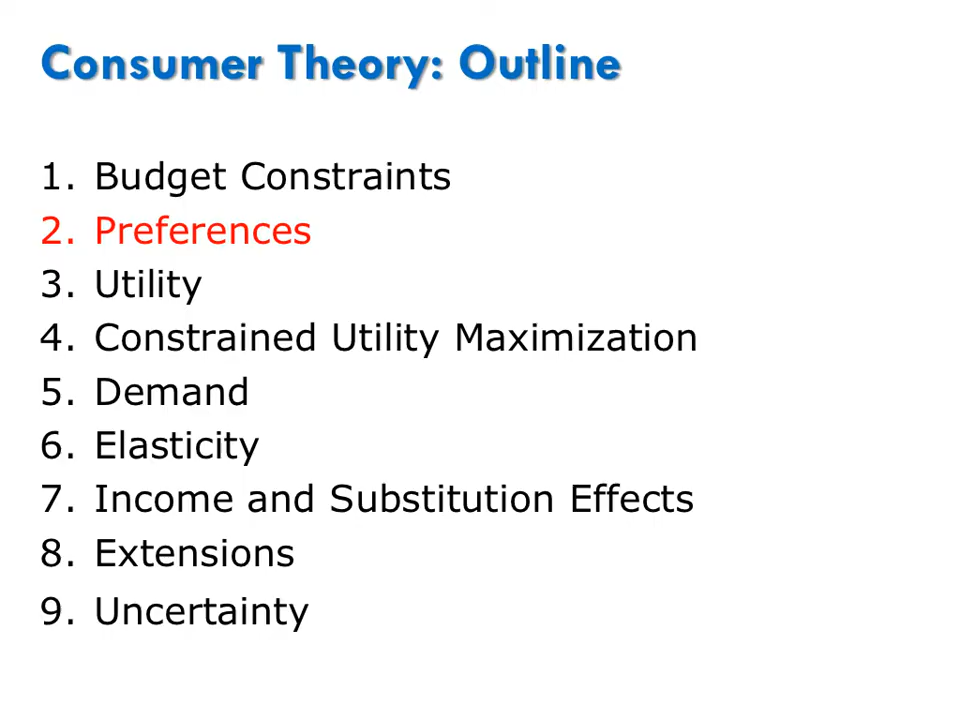 Consumer Theory: Outline
1. Budget Constraints
2. Preferences
3. Utility
4. Constrained Utility Maximization
5. Demand
6. Elasticity
7. Income and Substitution Effects
8. Extensions
9. Uncertainty